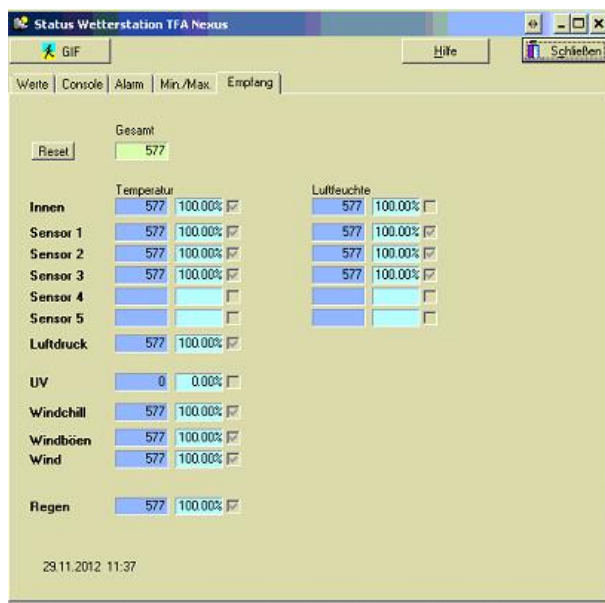 Status Wetterstation TFA Nexus
GIF Hilfe Schließen
Werte Console Alarm Min./Max. Empfang
Gesamt
Reset 577
Temperatur Luftfeuchte
Innen 577 100.00% 577 100.00%
Sensor 1 577 100.00% 577 100.00%
Sensor 2 577 100.00% 577 100.00%
Sensor 3 577 100.00% 577 100.00%
Sensor 4
Sensor 5
Luftdruck 577 100.00%
UV 0 0.00%
Windchill 577 100.00%
Windböen 577 100.00%
Wind 577 100.00%
Regen 577 100.00%
29.11.2012 11:37